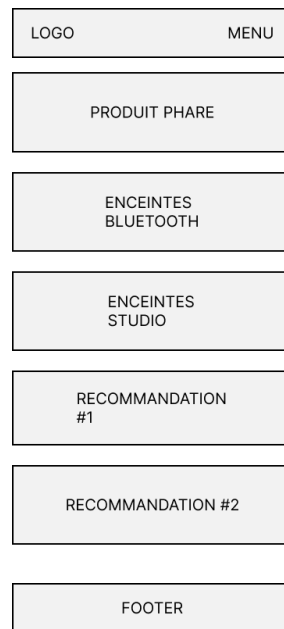 LOGO MENU
PRODUIT PHARE
ENCEINTES
BLUETOOTH
ENCEINTES
STUDIO
RECOMMANDATION
#1
RECOMMANDATION #2
FOOTER